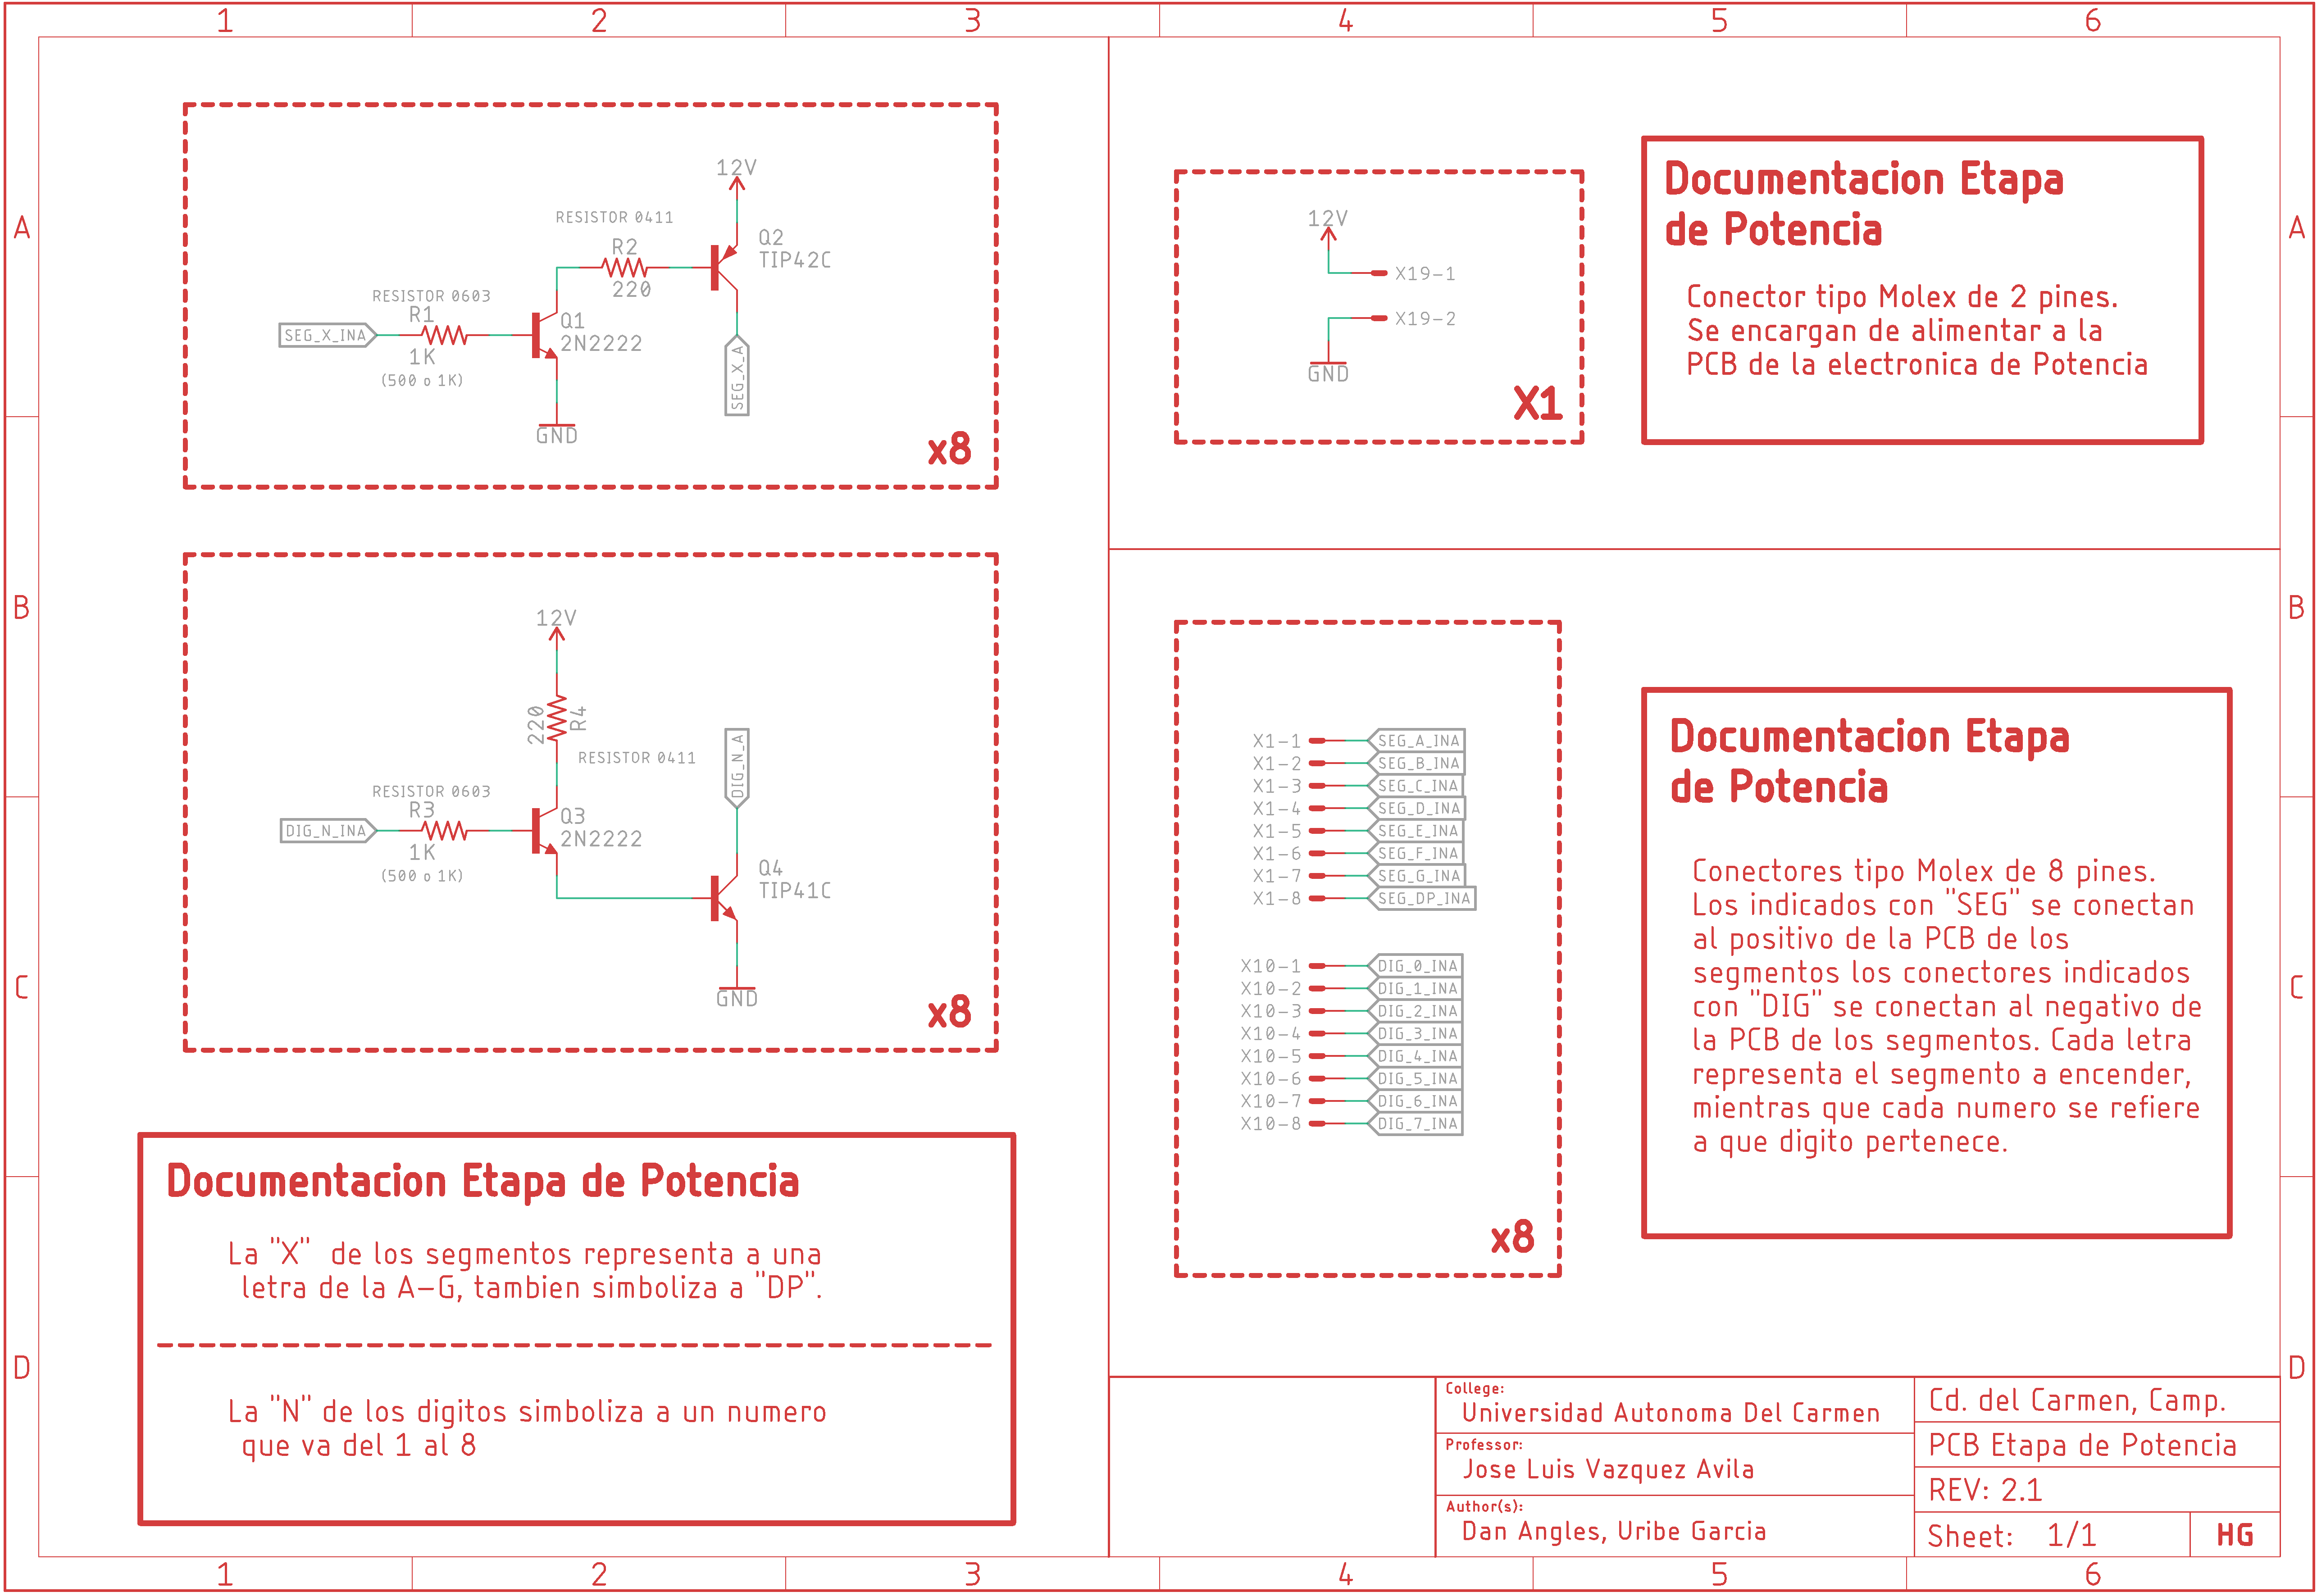 1 2 3 4 5 6
A
B
C
D
12V
RESISTOR 0411
R2
220
Q2
TIP42C
RESISTOR 0603
R1
SEG_X_INA
1K
(500 o 1K)
Q1
2N2222
SEG_X_A
GND
x8
12V
220
R4
RESISTOR 0411
DIG_N_A
RESISTOR 0603
R3
DIG_N_INA
1K
(500 o 1K)
Q3
2N2222
Q4
TIP41C
GND
x8
Documentacion Etapa de Potencia
La "X" de los segmentos representa a una
letra de la A-G, tambien simboliza a "DP".
La "N" de los digitos simboliza a un numero
que va del 1 al 8
12V
X19-1
X19-2
GND
X1
Documentacion Etapa
de Potencia
Conector tipo Molex de 2 pines.
Se encargan de alimentar a la
PCB de la electronica de Potencia
X1-1 SEG_A_INA
X1-2 SEG_B_INA
X1-3 SEG_C_INA
X1-4 SEG_D_INA
X1-5 SEG_E_INA
X1-6 SEG_F_INA
X1-7 SEG_G_INA
X1-8 SEG_DP_INA
X10-1 DIG_0_INA
X10-2 DIG_1_INA
X10-3 DIG_2_INA
X10-4 DIG_3_INA
X10-5 DIG_4_INA
X10-6 DIG_5_INA
X10-7 DIG_6_INA
X10-8 DIG_7_INA
x8
Documentacion Etapa
de Potencia
Conectores tipo Molex de 8 pines.
Los indicados con "SEG" se conectan
al positivo de la PCB de los
segmentos los conectores indicados
con "DIG" se conectan al negativo de
la PCB de los segmentos. Cada letra
representa el segmento a encender,
mientras que cada numero se refiere
a que digito pertenece.
College:
Universidad Autonoma Del Carmen
Professor:
Jose Luis Vazquez Avila
Author(s):
Dan Angles, Uribe Garcia
Cd. del Carmen, Camp.
PCB Etapa de Potencia
REV: 2.1
Sheet: 1/1 HG
A
B
C
D
1 2 3 4 5 6